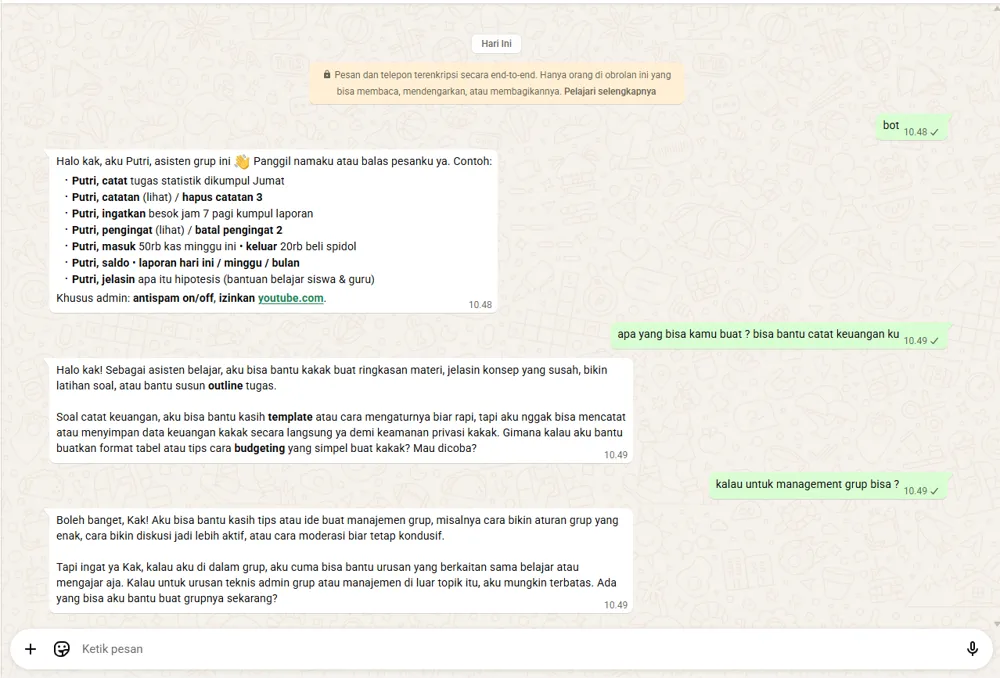 Hari Ini
Pesan dan telepon terenkripsi secara end-to-end. Hanya orang di obrolan ini yang
bisa membaca, mendengarkan, atau membagikannya. Pelajari selengkapnya
bot 10.48
Halo kak, aku Putri, asisten grup ini 👋 Panggil namaku atau balas pesanku ya. Contoh:
· Putri, catat tugas statistik dikumpul Jumat
· Putri, catatan (lihat) / hapus catatan 3
· Putri, ingatkan besok jam 7 pagi kumpul laporan
· Putri, pengingat (lihat) / batal pengingat 2
· Putri, masuk 50rb kas minggu ini • keluar 20rb beli spidol
· Putri, saldo • laporan hari ini / minggu / bulan
· Putri, jelasin apa itu hipotesis (bantuan belajar siswa & guru)
Khusus admin: antispam on/off, izinkan youtube.com.
10.48
apa yang bisa kamu buat ? bisa bantu catat keuangan ku 10.49
Halo kak! Sebagai asisten belajar, aku bisa bantu kakak buat ringkasan materi, jelasin konsep yang susah, bikin
latihan soal, atau bantu susun outline tugas.
Soal catat keuangan, aku bisa bantu kasih template atau cara mengaturnya biar rapi, tapi aku nggak bisa mencatat
atau menyimpan data keuangan kakak secara langsung ya demi keamanan privasi kakak. Gimana kalau aku bantu
buatkan format tabel atau tips cara budgeting yang simpel buat kakak? Mau dicoba?
10.49
kalau untuk management grup bisa ? 10.49
Boleh banget, Kak! Aku bisa bantu kasih tips atau ide buat manajemen grup, misalnya cara bikin aturan grup yang
enak, cara bikin diskusi jadi lebih aktif, atau cara moderasi biar tetap kondusif.
Tapi ingat ya Kak, kalau aku di dalam grup, aku cuma bisa bantu urusan yang berkaitan sama belajar atau
mengajar aja. Kalau untuk urusan teknis admin grup atau manajemen di luar topik itu, aku mungkin terbatas. Ada
yang bisa aku bantu buat grupnya sekarang?
10.49
Ketik pesan